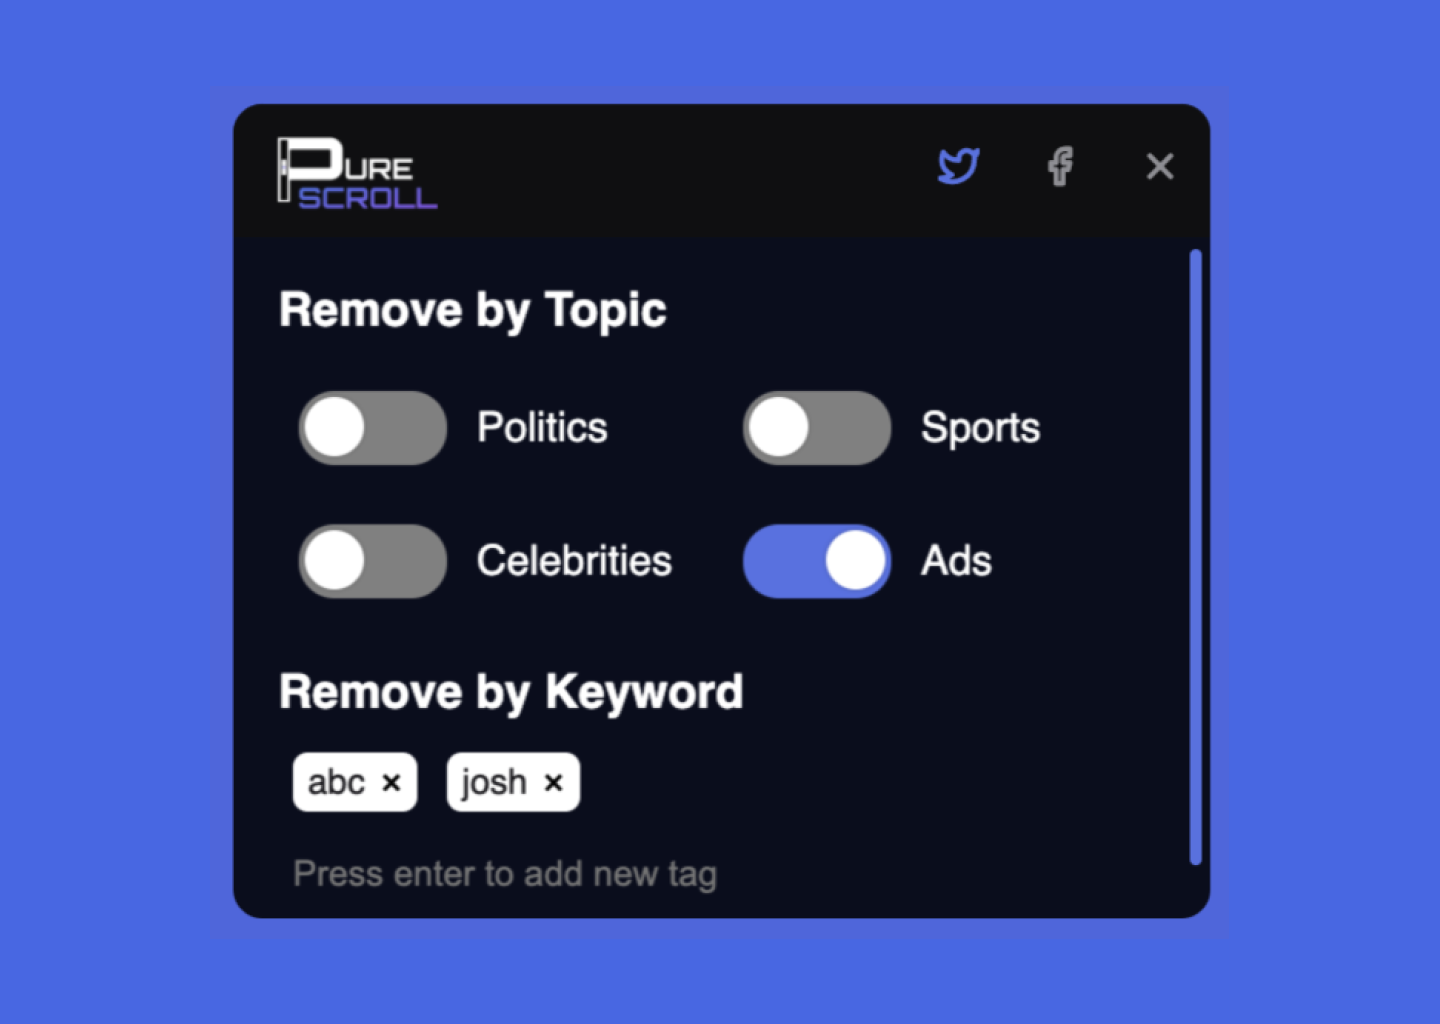 PURE
SCROLL
Remove by Topic
Politics
Sports
Celebrities
Ads
Remove by Keyword
abc ×
josh ×
Press enter to add new tag